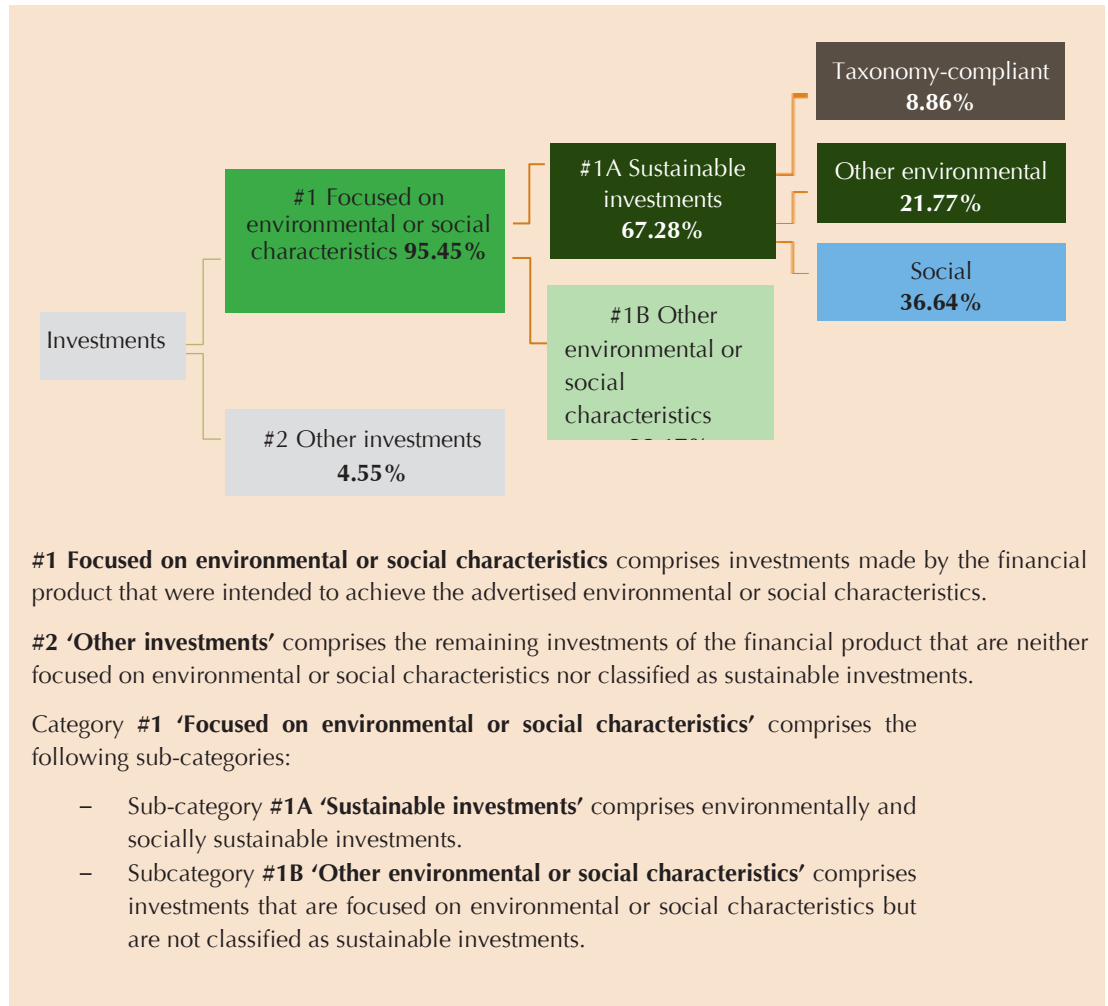 Taxonomy-compliant
8.86%
#1A Sustainable
investments
67.28%
Other environmental
21.77%
#1 Focused on
environmental or social
characteristics 95.45%
Social
36.64%
Investments
#1B Other
environmental or
social
characteristics
#2 Other investments
4.55%
#1 Focused on environmental or social characteristics comprises investments made by the financial
product that were intended to achieve the advertised environmental or social characteristics.
#2 ‘Other investments’ comprises the remaining investments of the financial product that are neither
focused on environmental or social characteristics nor classified as sustainable investments.
Category #1 ‘Focused on environmental or social characteristics’ comprises the
following sub-categories:
– Sub-category #1A ‘Sustainable investments’ comprises environmentally and
socially sustainable investments.
– Subcategory #1B ‘Other environmental or social characteristics’ comprises
investments that are focused on environmental or social characteristics but
are not classified as sustainable investments.